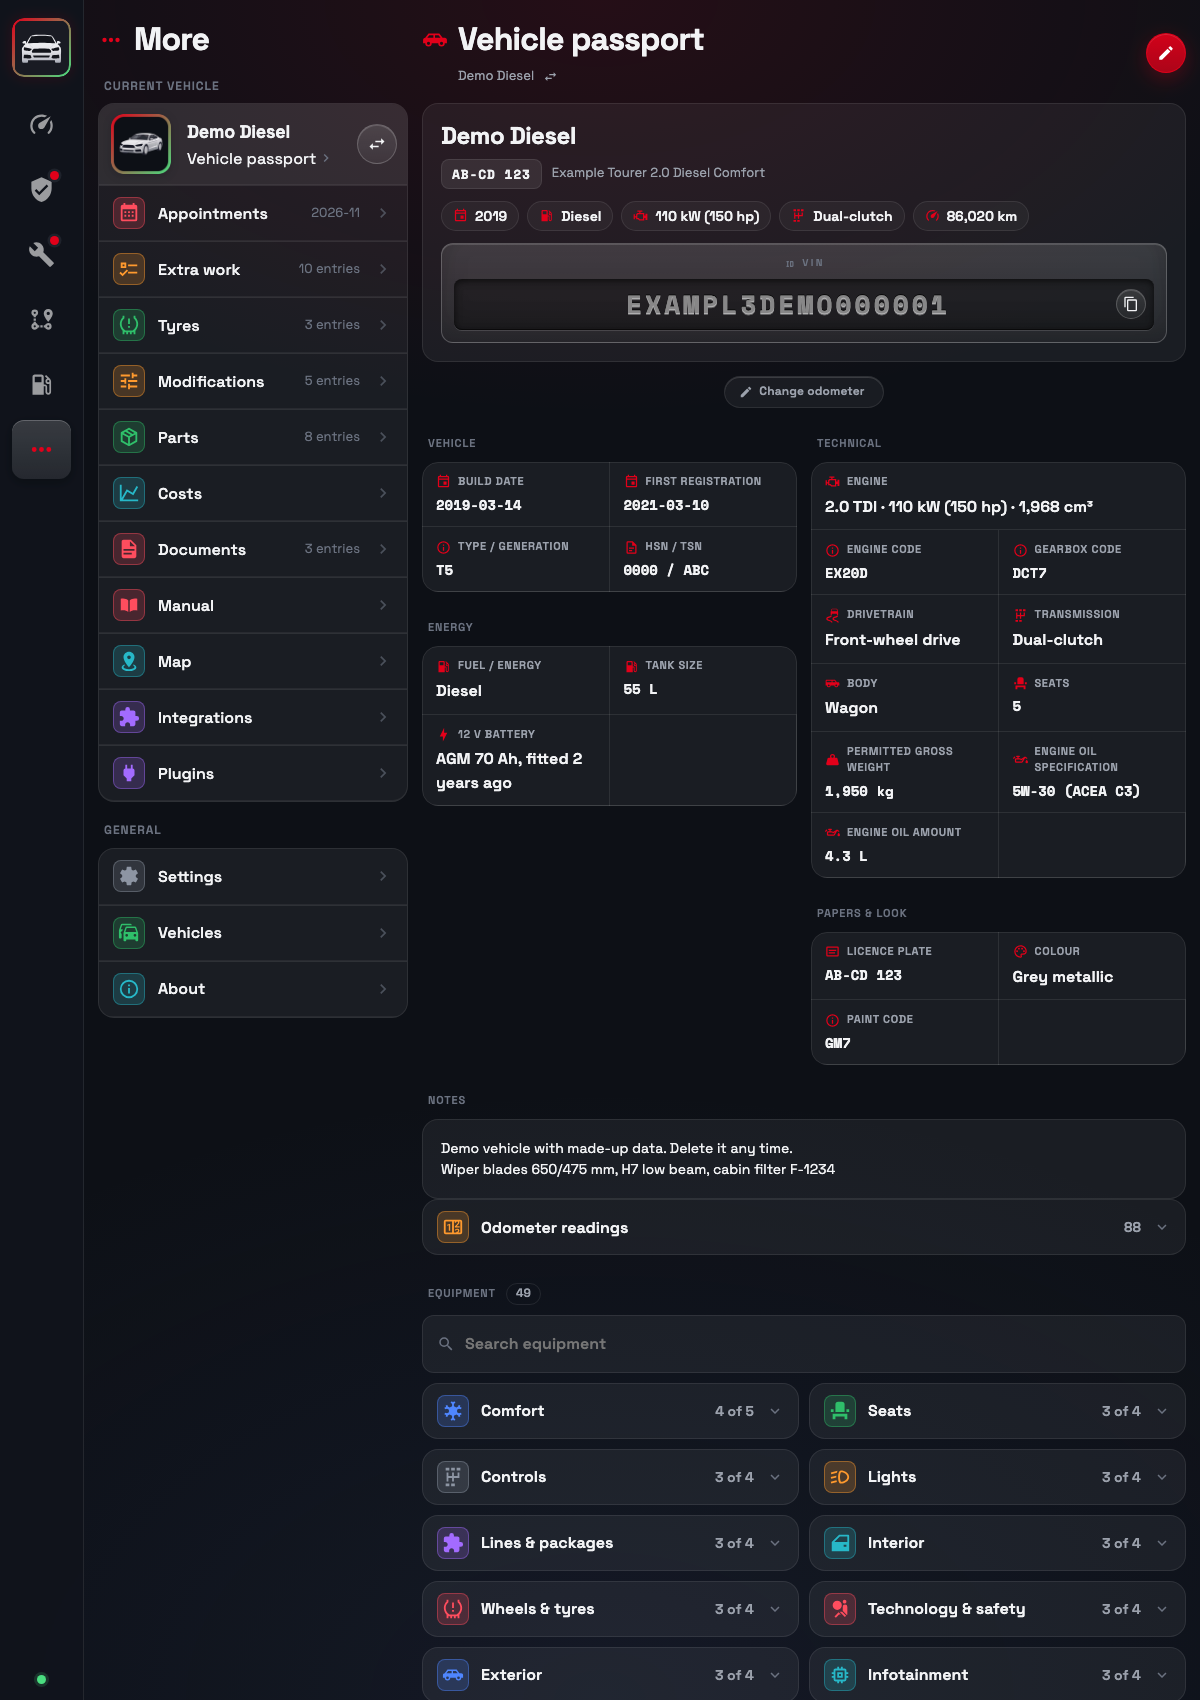 More
CURRENT VEHICLE
Demo Diesel
Vehicle passport
Appointments 2026-11
Extra work 10 entries
Tyres 3 entries
Modifications 5 entries
Parts 8 entries
Costs
Documents 3 entries
Manual
Map
Integrations
Plugins
GENERAL
Settings
Vehicles
About
Vehicle passport
Demo Diesel
Demo Diesel
AB-CD 123 Example Tourer 2.0 Diesel Comfort
2019 Diesel 110 kW (150 hp) Dual-clutch 86,020 km
VIN
EXAMPL3DEMO000001
Change odometer
VEHICLE
BUILD DATE
2019-03-14
FIRST REGISTRATION
2021-03-10
TYPE / GENERATION
T5
HSN / TSN
0000 / ABC
ENERGY
FUEL / ENERGY
Diesel
TANK SIZE
55 L
12 V BATTERY
AGM 70 Ah, fitted 2
years ago
TECHNICAL
ENGINE
2.0 TDI · 110 kW (150 hp) · 1,968 cm³
ENGINE CODE
EX20D
GEARBOX CODE
DCT7
DRIVETRAIN
Front-wheel drive
TRANSMISSION
Dual-clutch
BODY
Wagon
SEATS
5
PERMITTED GROSS
WEIGHT
1,950 kg
ENGINE OIL
SPECIFICATION
5W-30 (ACEA C3)
ENGINE OIL AMOUNT
4.3 L
PAPERS & LOOK
LICENCE PLATE
AB-CD 123
COLOUR
Grey metallic
PAINT CODE
GM7
NOTES
Demo vehicle with made-up data. Delete it any time.
Wiper blades 650/475 mm, H7 low beam, cabin filter F-1234
Odometer readings 88
EQUIPMENT 49
Search equipment
Comfort 4 of 5
Seats 3 of 4
Controls 3 of 4
Lights 3 of 4
Lines & packages 3 of 4
Interior 3 of 4
Wheels & tyres 3 of 4
Technology & safety 3 of 4
Exterior 3 of 4
Infotainment 3 of 4